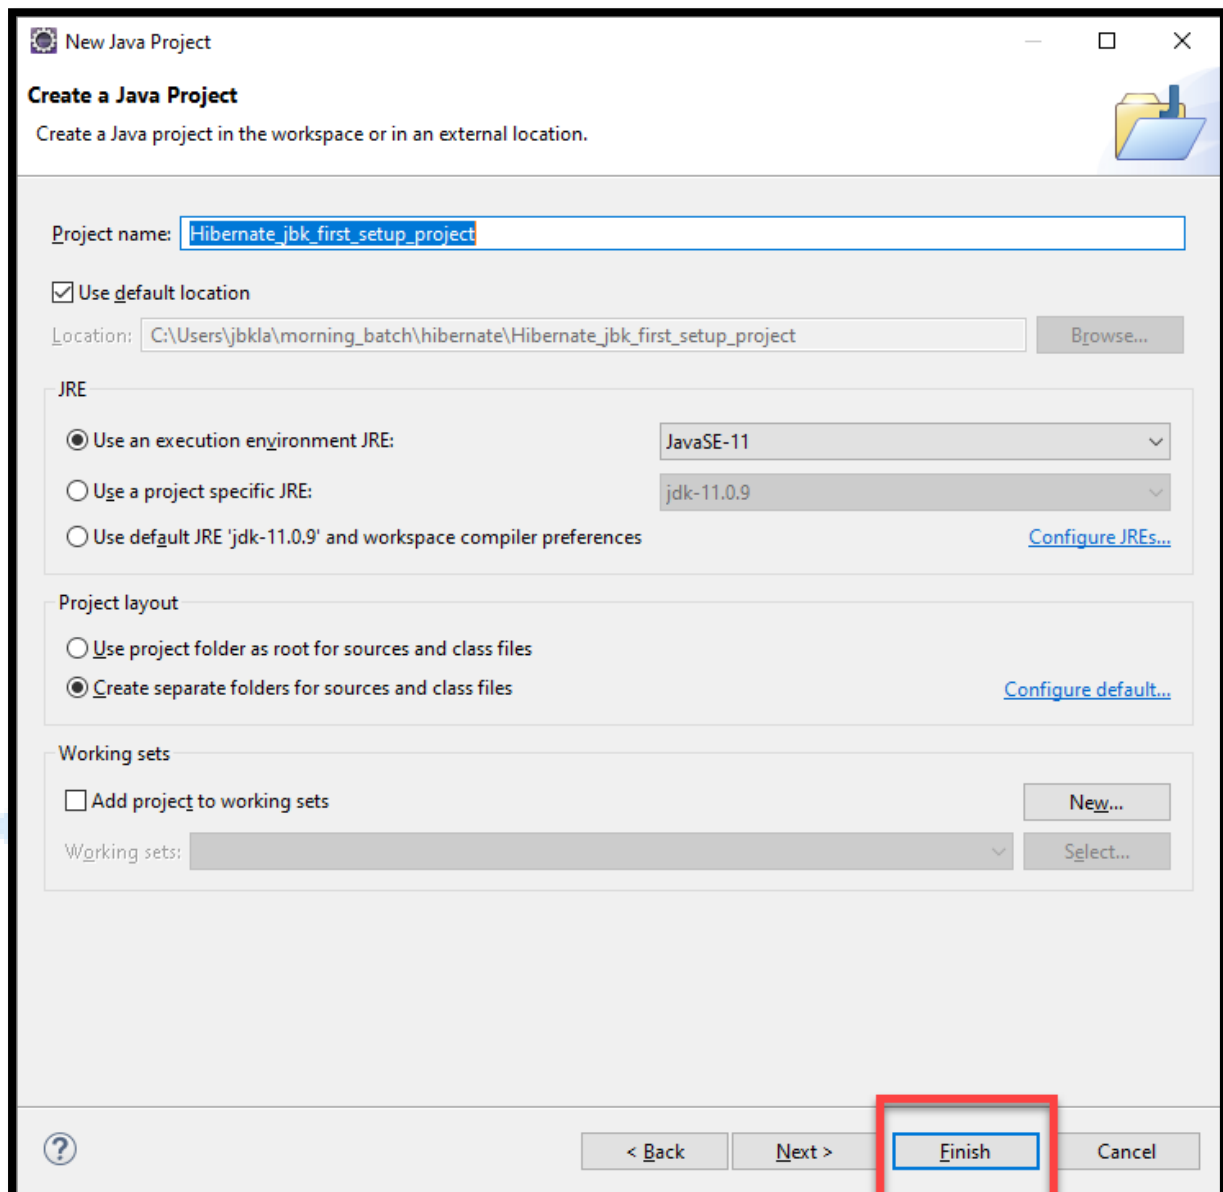 New Java Project
Create a Java Project
Create a Java project in the workspace or in an external location.
Project name: Hibernate_jbk_first_setup_project
Use default location
Location: C:\Users\jbkla\morning_batch\hibernate\Hibernate_jbk_first_setup_project Browse...
JRE
Use an execution environment JRE: JavaSE-11
Use a project specific JRE: jdk-11.0.9
Use default JRE 'jdk-11.0.9' and workspace compiler preferences Configure JREs...
Project layout
Use project folder as root for sources and class files
Create separate folders for sources and class files Configure default...
Working sets
Add project to working sets New...
Working sets: Select...
? < Back Next > Finish Cancel